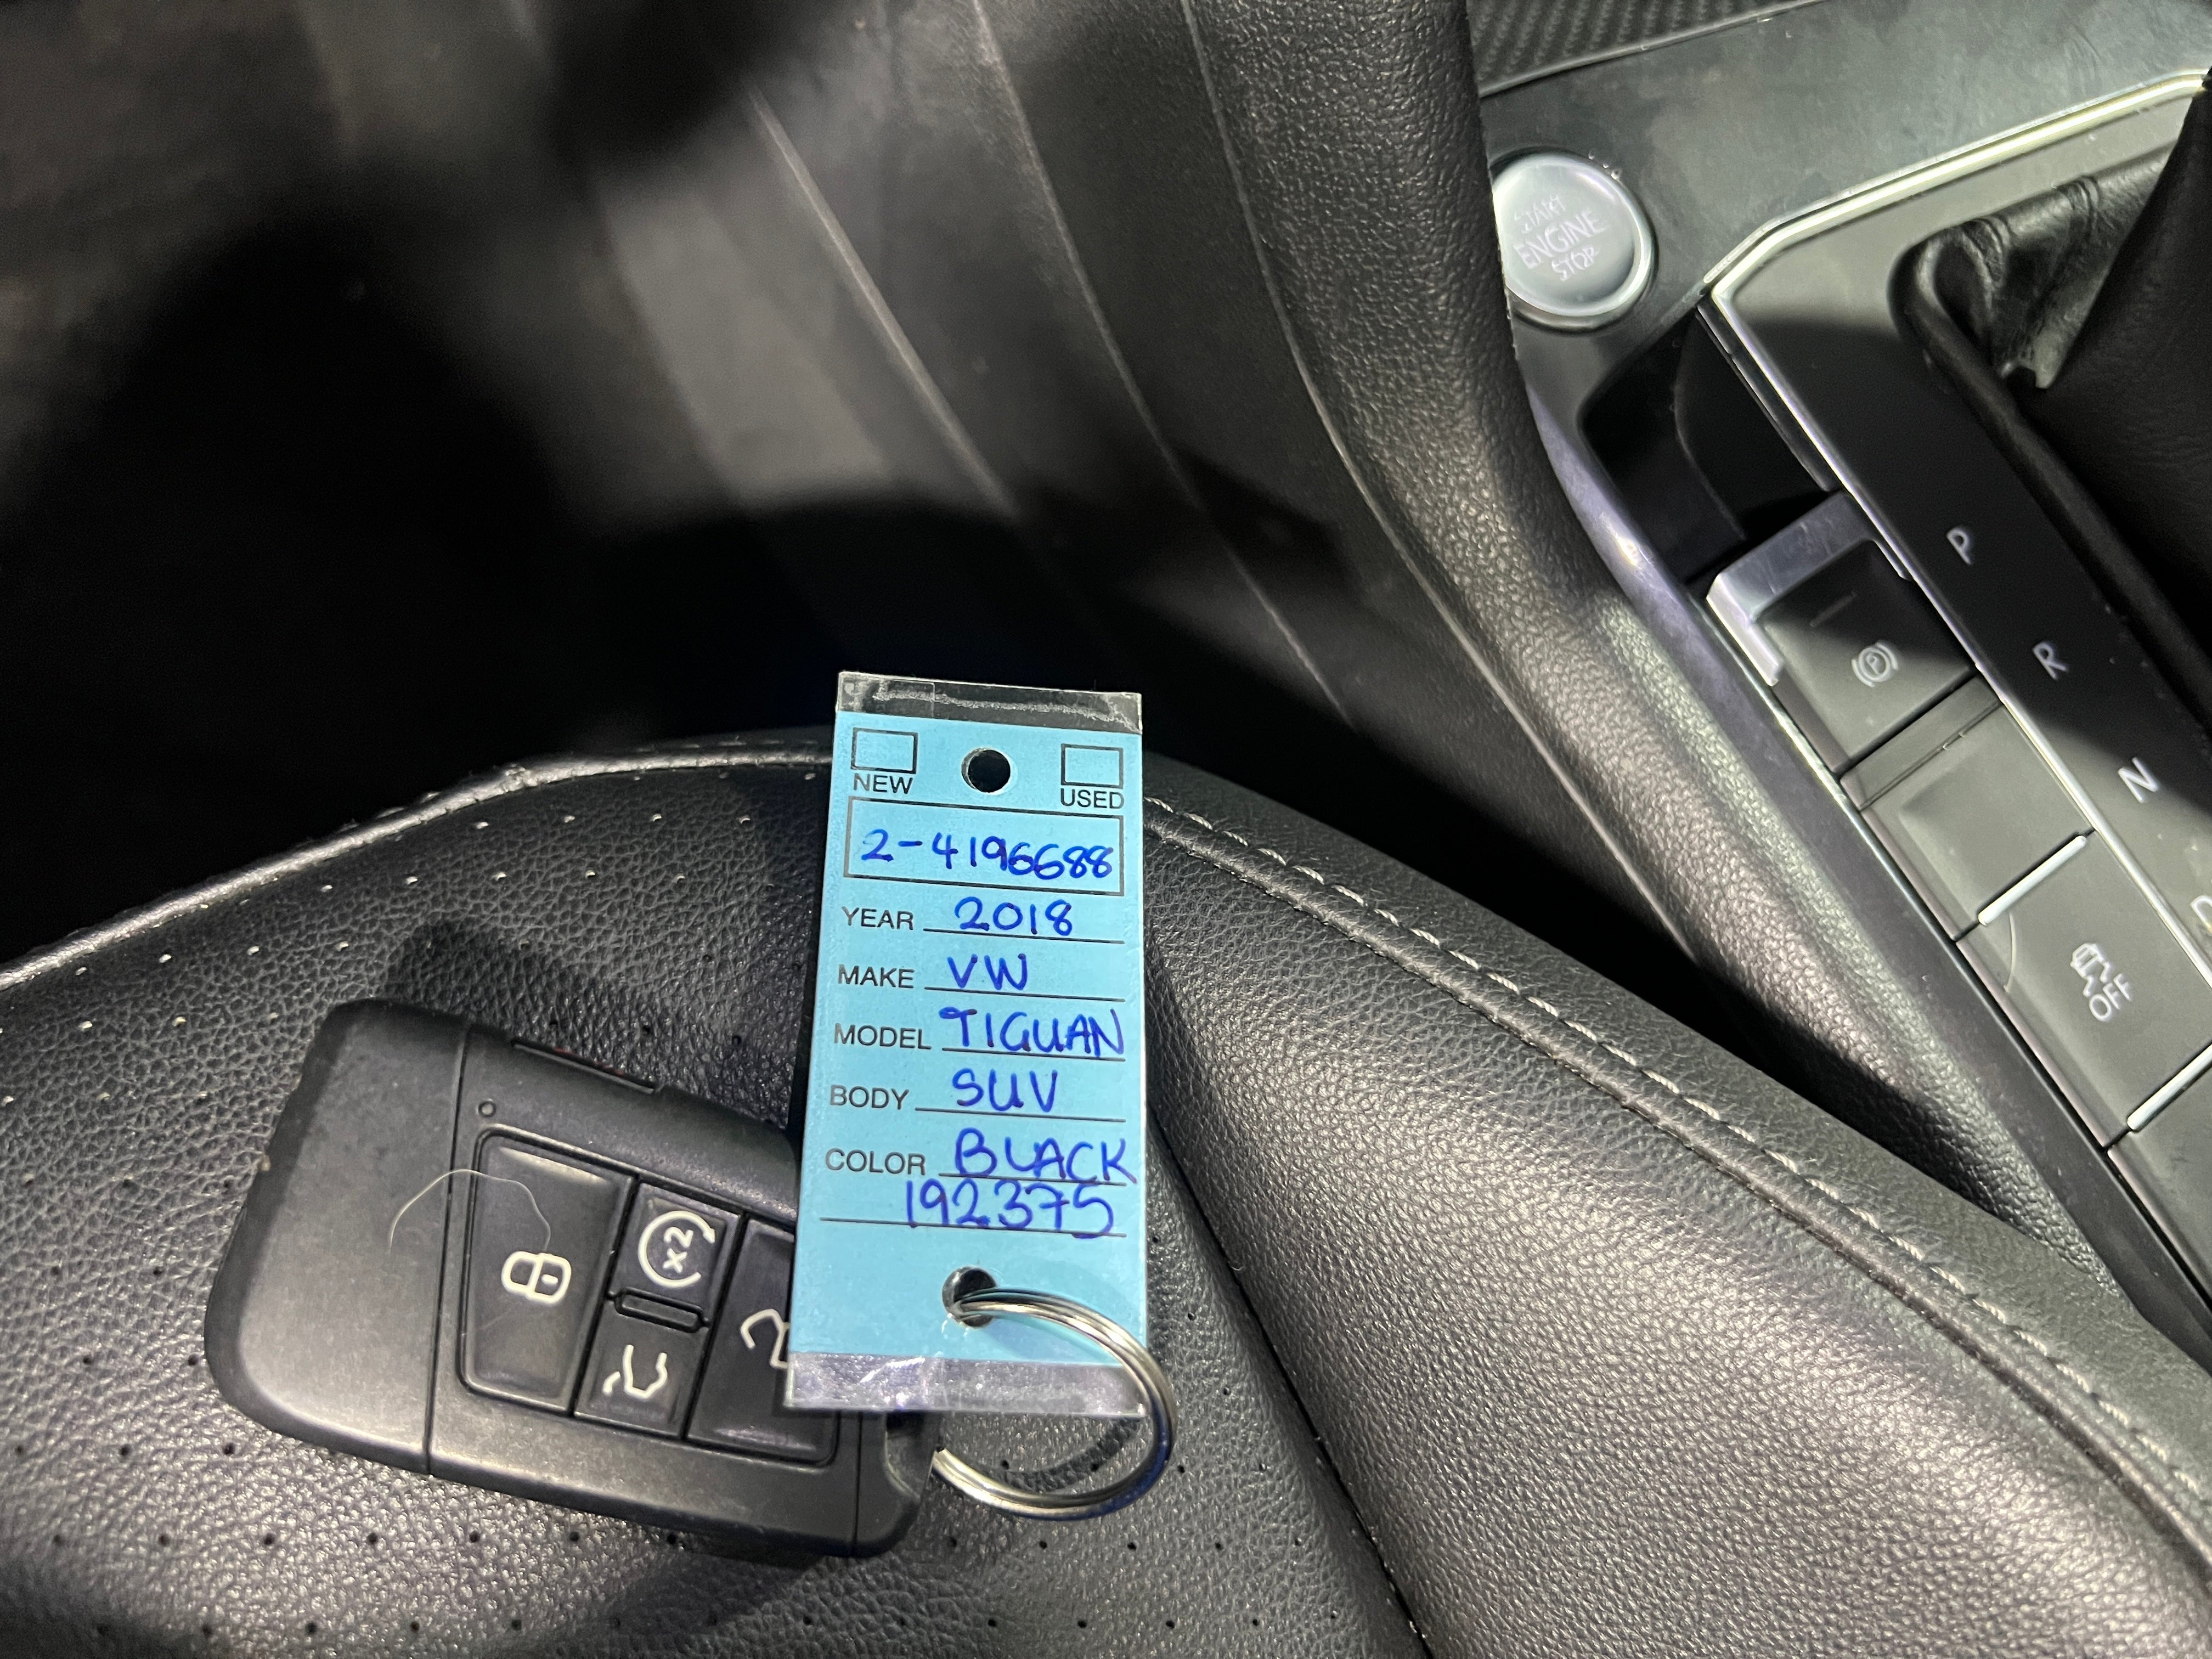 START
ENGINE
STOP
P
R
N
P
OFF
NEW USED
2-4196688
YEAR 2018
MAKE VW
MODEL TIGUAN
BODY SUV
COLOR BLACK
192375
x2